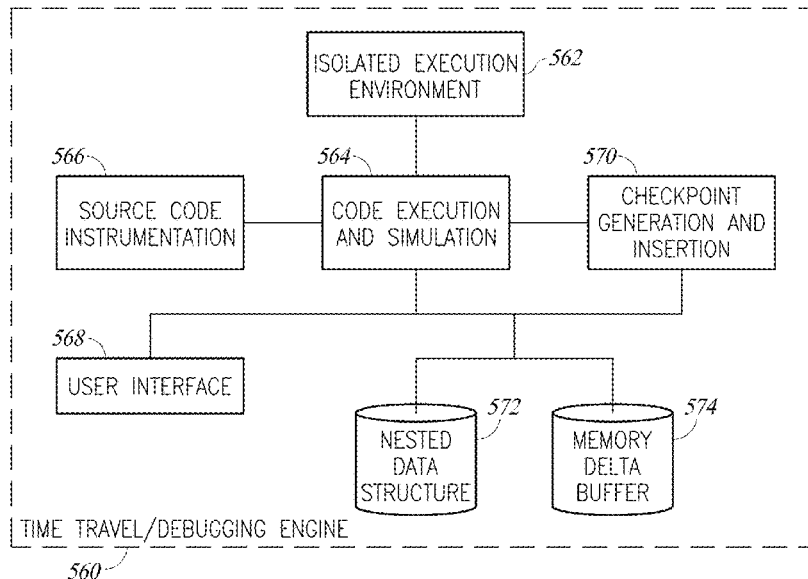 ISOLATED EXECUTION
ENVIRONMENT
562
566
SOURCE CODE
INSTRUMENTATION
564
CODE EXECUTION
AND SIMULATION
570
CHECKPOINT
GENERATION AND
INSERTION
568
USER INTERFACE
572
NESTED
DATA
STRUCTURE
574
MEMORY
DELTA
BUFFER
TIME TRAVEL/DEBUGGING ENGINE
560